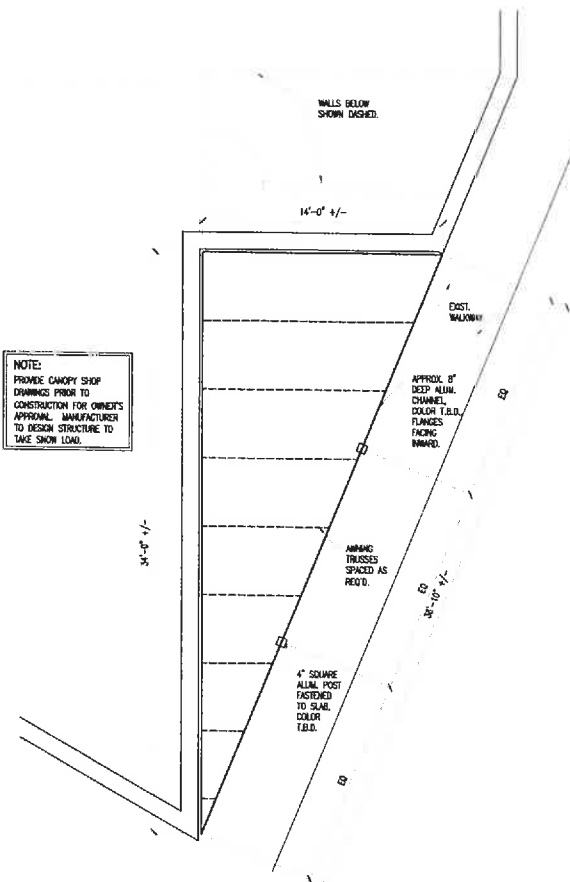 WALLS BELOW
SHOWN DASHED.
14'-0" +/-
EXIST.
WALKWAY
NOTE:
PROVIDE CANOPY SHOP
DRAWINGS PRIOR TO
CONSTRUCTION FOR OWNER'S
APPROVAL. MANUFACTURER
TO DESIGN STRUCTURE TO
TAKE SNOW LOAD.
APPROX. 8"
DEEP ALUM.
CHANNEL,
COLOR T.B.D.
FLANGES
FACING
INWARD.
EQ
34'-0" +/-
AWNING
TRUSSES
SPACED AS
REQ'D.
EQ
38'-10" +/-
4" SQUARE
ALUM. POST
FASTENED
TO SLAB,
COLOR
T.B.D.
EQ